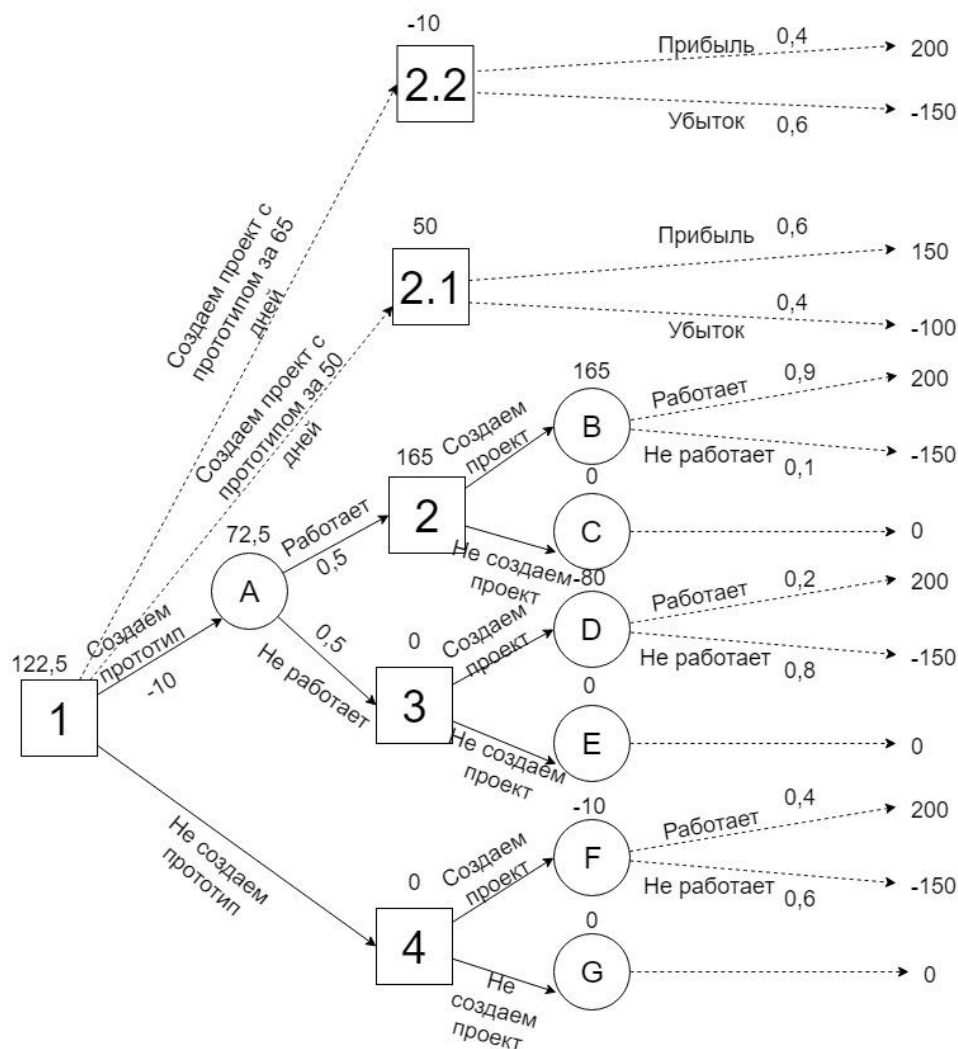 -10
2.2
Прибыль
0,4
200
Убыток
0,6
-150
Создаем проект с
прототипом за 65
дней
50
2.1
Прибыль
0,6
150
0,4
Убыток
-100
Создаем проект с
прототипом за 50
дней
165
B
Работает
0,9
200
Не работает
0,1
-150
165
2
Создаем
проект
0
C
0
Не создаем
проект
72,5
A
Работает
0,5
0,5
Не работает
-80
D
Работает
0,2
200
Не работает
0,8
-150
0
3
Создаем
проект
0
E
0
Не создаем
проект
122,5
1
Создаем
прототип
-10
Не создаем
прототип
-10
F
Работает
0,4
200
Не работает
0,6
-150
0
4
Создаем
проект
0
G
0
Не
создаем
проект